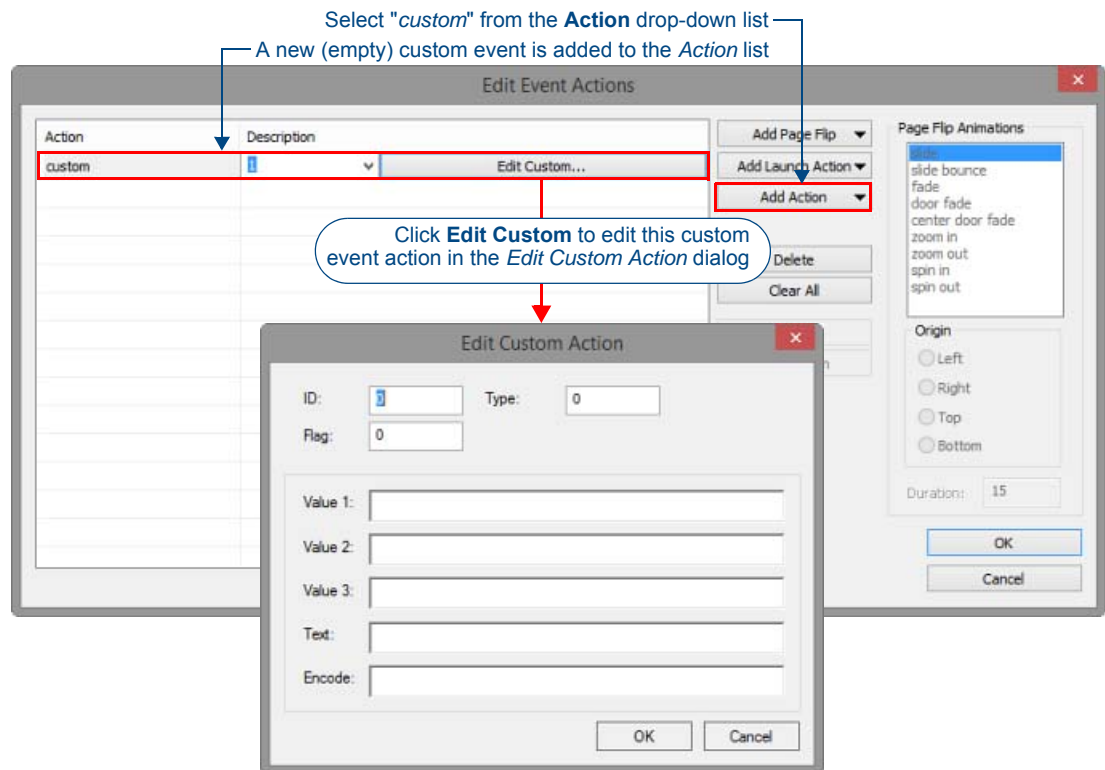 Select "custom" from the Action drop-down list
A new (empty) custom event is added to the Action list
Edit Event Actions
Action Description
custom 1 Edit Custom...
Add Page Flip
Add Launch Action
Add Action
Delete
Clear All
Page Flip Animations
slide
slide bounce
fade
door fade
center door fade
zoom in
zoom out
spin in
spin out
Origin
Left
Right
Top
Bottom
Duration: 15
OK
Cancel
Click Edit Custom to edit this custom
event action in the Edit Custom Action dialog
Edit Custom Action
ID: 0 Type: 0
Flag: 0
Value 1:
Value 2:
Value 3:
Text:
Encode:
OK Cancel